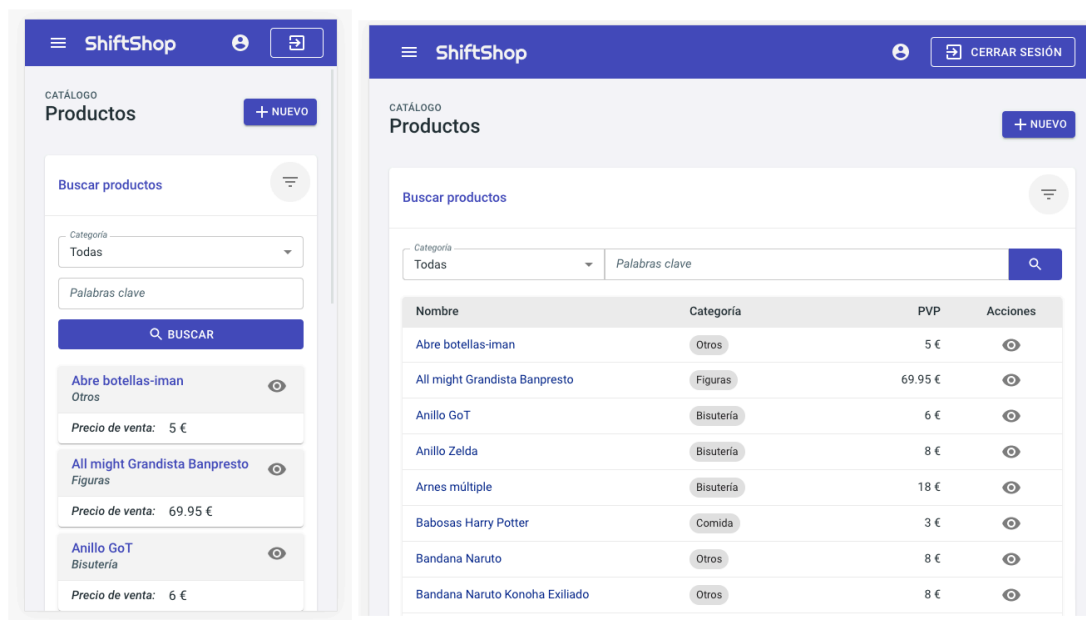 ShiftShop
CATÁLOGO
Productos
NUEVO
Buscar productos
Categoría
Todas
Palabras clave
BUSCAR
Abre botellas-iman
Otros
Precio de venta: 5 €
All might Grandista Banpresto
Figuras
Precio de venta: 69.95 €
Anillo GoT
Bisutería
Precio de venta: 6 €
ShiftShop
CERRAR SESIÓN
CATÁLOGO
Productos
NUEVO
Buscar productos
Categoría
Todas
Palabras clave
Nombre Categoría PVP Acciones
Abre botellas-iman Otros 5 €
All might Grandista Banpresto Figuras 69.95 €
Anillo GoT Bisutería 6 €
Anillo Zelda Bisutería 8 €
Arnes múltiple Bisutería 18 €
Babosas Harry Potter Comida 3 €
Bandana Naruto Otros 8 €
Bandana Naruto Konoha Exiliado Otros 8 €